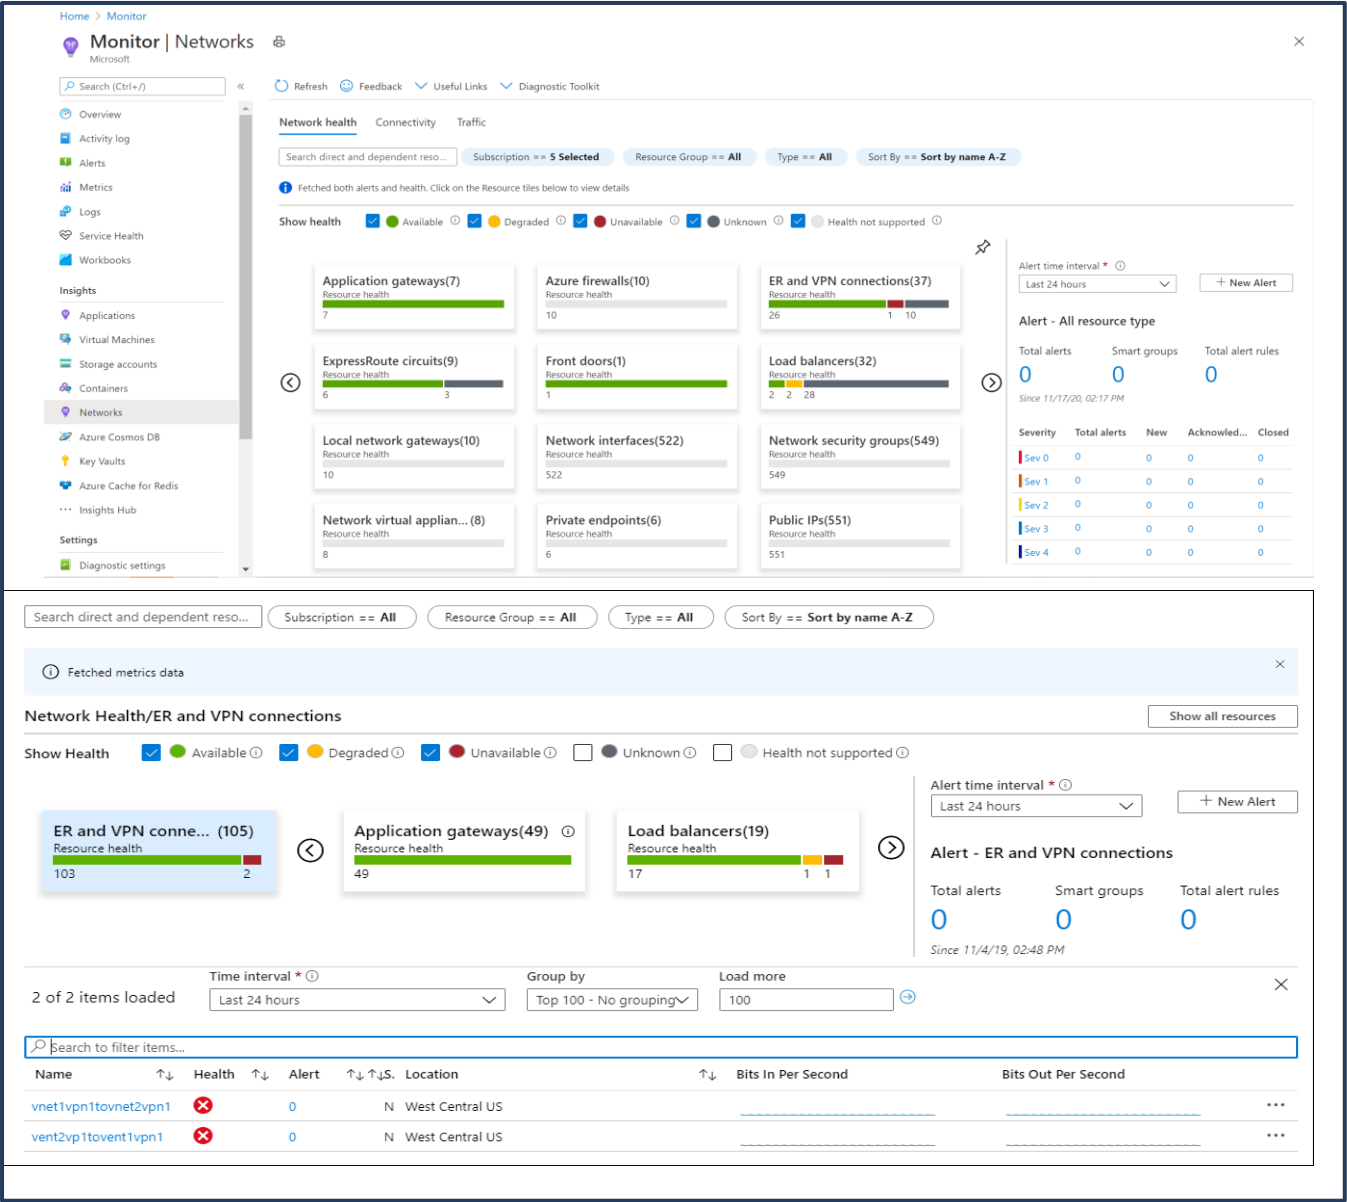 Home > Monitor
Monitor | Networks
Microsoft
Search (Ctrl+/)
«
Refresh Feedback Useful Links Diagnostic Toolkit
Overview
Activity log
Alerts
Metrics
Logs
Service Health
Workbooks
Insights
Applications
Virtual Machines
Storage accounts
Containers
Networks
Azure Cosmos DB
Key Vaults
Azure Cache for Redis
Insights Hub
Settings
Diagnostic settings
Network health Connectivity Traffic
Search direct and dependent reso... Subscription == 5 Selected Resource Group == All Type == All Sort By == Sort by name A-Z
Fetched both alerts and health. Click on the Resource tiles below to view details
Show health Available Degraded Unavailable Unknown Health not supported
Application gateways(7)
Resource health
7
Azure firewalls(10)
Resource health
10
ER and VPN connections(37)
Resource health
26 1 10
ExpressRoute circuits(9)
Resource health
6 3
Front doors(1)
Resource health
1
Load balancers(32)
Resource health
2 2 28
Local network gateways(10)
Resource health
10
Network interfaces(522)
Resource health
522
Network security groups(549)
Resource health
549
Network virtual applian... (8)
Resource health
8
Private endpoints(6)
Resource health
6
Public IPs(551)
Resource health
551
Alert time interval *
Last 24 hours
+ New Alert
Alert - All resource type
Total alerts Smart groups Total alert rules
0 0 0
Since 11/17/20, 02:17 PM
Severity Total alerts New Acknowled... Closed
Sev 0 0 0 0 0
Sev 1 0 0 0 0
Sev 2 0 0 0 0
Sev 3 0 0 0 0
Sev 4 0 0 0 0
Search direct and dependent reso... Subscription == All Resource Group == All Type == All Sort By == Sort by name A-Z
Fetched metrics data
Network Health/ER and VPN connections
Show all resources
Show Health Available Degraded Unavailable Unknown Health not supported
ER and VPN conne... (105)
Resource health
103 2
Application gateways(49)
Resource health
49
Load balancers(19)
Resource health
17 1 1
Alert time interval *
Last 24 hours
+ New Alert
Alert - ER and VPN connections
Total alerts Smart groups Total alert rules
0 0 0
Since 11/4/19, 02:48 PM
2 of 2 items loaded
Time interval *
Last 24 hours
Group by
Top 100 - No grouping
Load more
100
Search to filter items...
Name Health Alert S. Location Bits In Per Second Bits Out Per Second
vnet1vpn1tovnet2vpn1 0 N West Central US ...
vent2vp1tovent1vpn1 0 N West Central US ...